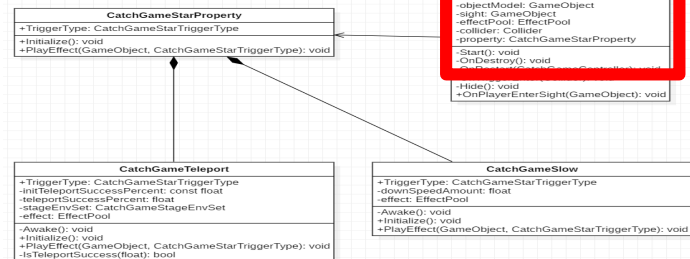 CatchGameStarProperty
+TriggerType: CatchGameStarTriggerType
+Initialize(): void
+PlayEffect(GameObject, CatchGameStarTriggerType): void
-objectModel: GameObject
-sight: GameObject
-effectPool: EffectPool
-collider: Collider
-property: CatchGameStarProperty
-Start(): void
-OnDestroy(): void
-Hide(): void
+OnPlayerEnterSight(GameObject): void
CatchGameTeleport
+TriggerType: CatchGameStarTriggerType
-initTeleportSuccessPercent: const float
-teleportSuccessPercent: float
-stageEnvSet: CatchGameStageEnvSet
-effect: EffectPool
-Awake(): void
+Initialize(): void
+PlayEffect(GameObject, CatchGameStarTriggerType): void
-IsTeleportSuccess(float): bool
CatchGameSlow
+TriggerType: CatchGameStarTriggerType
-downSpeedAmount: float
-effect: EffectPool
-Awake(): void
+Initialize(): void
+PlayEffect(GameObject, CatchGameStarTriggerType): void